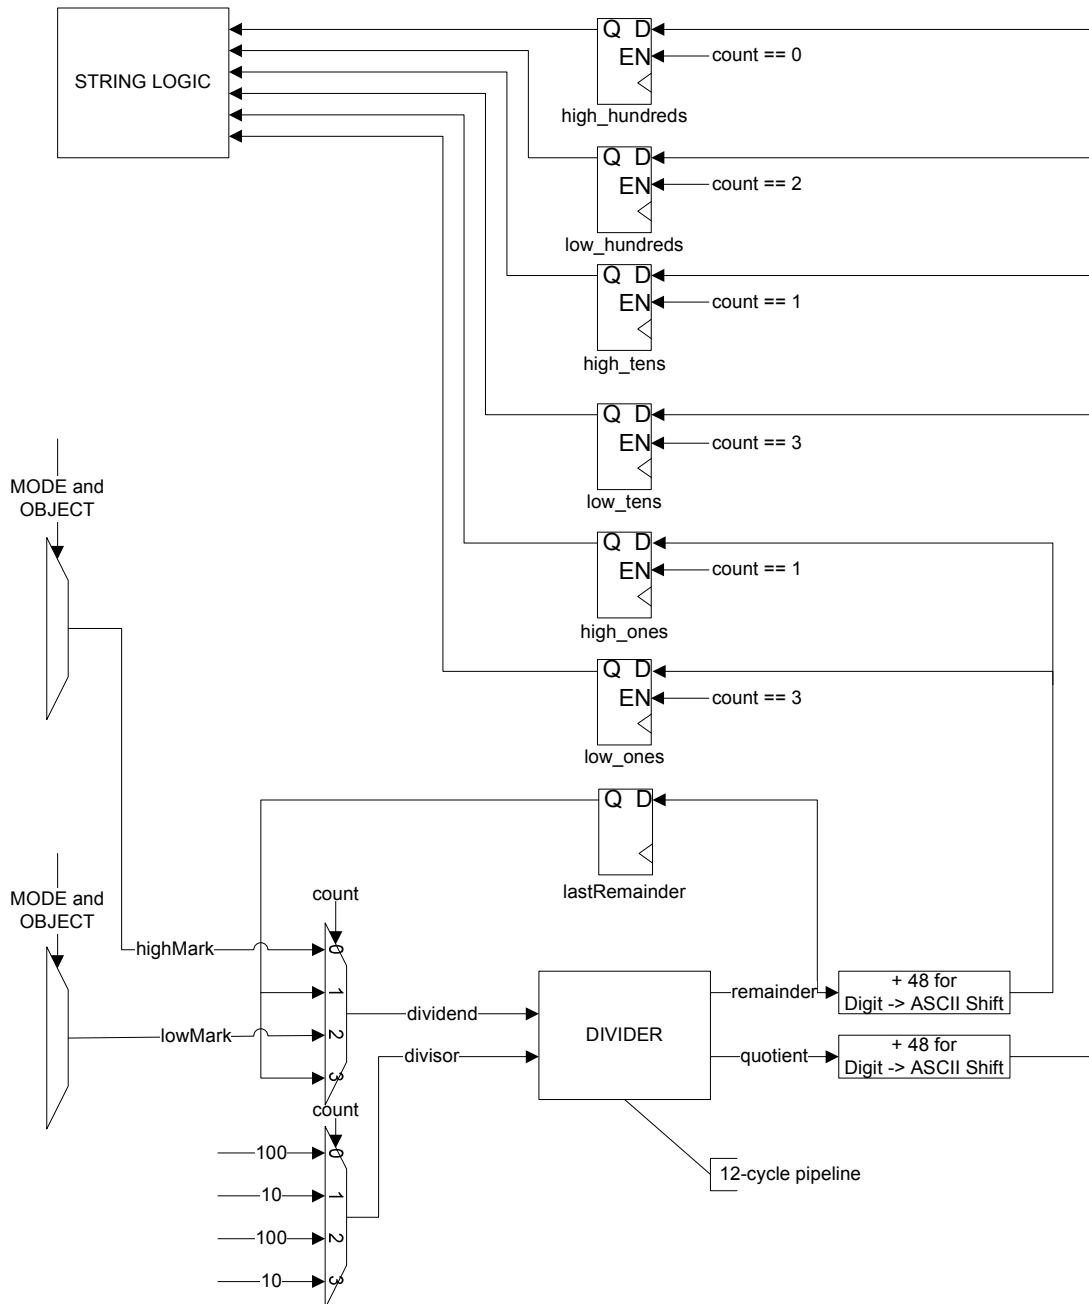 STRING LOGIC
Q D
EN
count == 0
high_hundreds
Q D
EN
count == 2
low_hundreds
Q D
EN
count == 1
high_tens
Q D
EN
count == 3
low_tens
MODE and
OBJECT
Q D
EN
count == 1
high_ones
Q D
EN
count == 3
low_ones
Q D
lastRemainder
MODE and
OBJECT
count
highMark
0
1
lowMark
2
3
dividend
divisor
DIVIDER
remainder
+ 48 for
Digit -> ASCII Shift
quotient
+ 48 for
Digit -> ASCII Shift
count
100
0
10
1
100
2
10
3
12-cycle pipeline